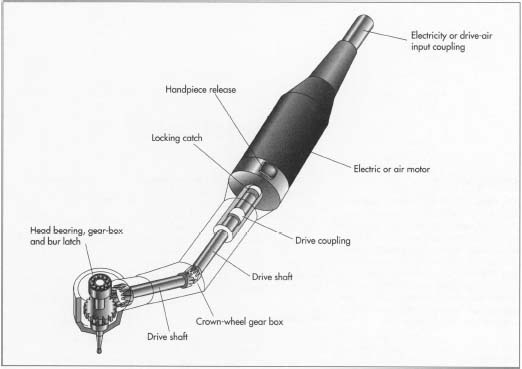 Electricity or drive-air
input coupling
Handpiece release
Locking catch
Electric or air motor
Head bearing, gear-box
and bur latch
Drive coupling
Drive shaft
Crown-wheel gear box
Drive shaft